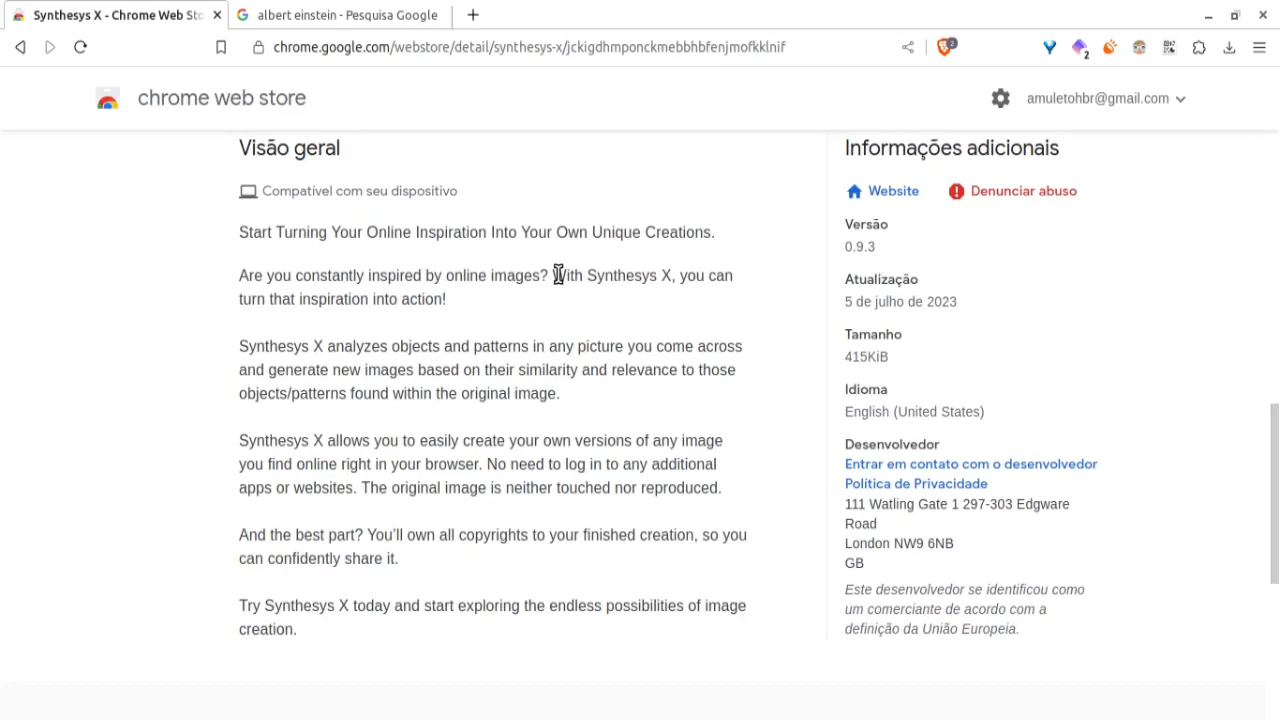 Synthesys X - Chrome Web Sto
albert einstein - Pesquisa Google
chrome.google.com/webstore/detail/synthesys-x/jckigdhmponckmebbhbfenjmofkklnif
2
2
chrome web store
amuletohbr@gmail.com
Visão geral
Compatível com seu dispositivo
Start Turning Your Online Inspiration Into Your Own Unique Creations.
Are you constantly inspired by online images? With Synthesys X, you can
turn that inspiration into action!
Synthesys X analyzes objects and patterns in any picture you come across
and generate new images based on their similarity and relevance to those
objects/patterns found within the original image.
Synthesys X allows you to easily create your own versions of any image
you find online right in your browser. No need to log in to any additional
apps or websites. The original image is neither touched nor reproduced.
And the best part? You’ll own all copyrights to your finished creation, so you
can confidently share it.
Try Synthesys X today and start exploring the endless possibilities of image
creation.
Informações adicionais
Website
Denunciar abuso
Versão
0.9.3
Atualização
5 de julho de 2023
Tamanho
415KiB
Idioma
English (United States)
Desenvolvedor
Entrar em contato com o desenvolvedor
Política de Privacidade
111 Watling Gate 1 297-303 Edgware
Road
London NW9 6NB
GB
Este desenvolvedor se identificou como
um comerciante de acordo com a
definição da União Europeia.